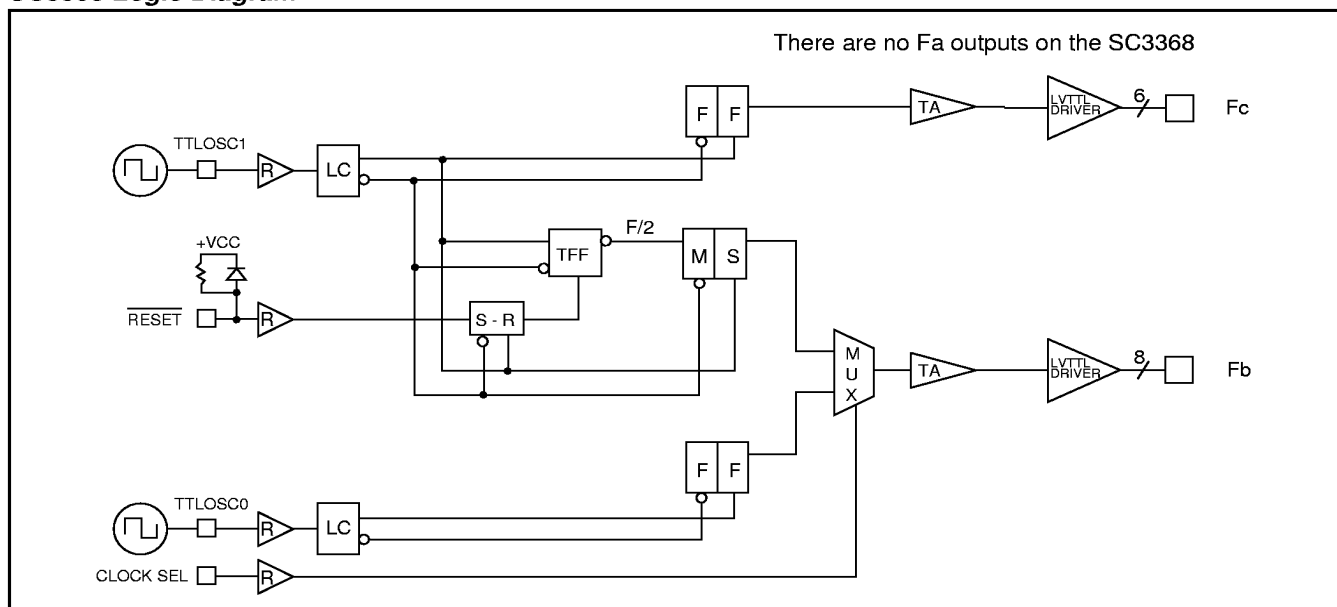 There are no Fa outputs on the SC3368
F F
TA
LVTTL
DRIVER
6
Fc
TTLOSC1
R
LC
+VCC
F/2
TFF
M S
RESET
R
S - R
M
U
X
TA
LVTTL
DRIVER
8
Fb
F F
TTLOSC0
R
LC
CLOCK SEL
R